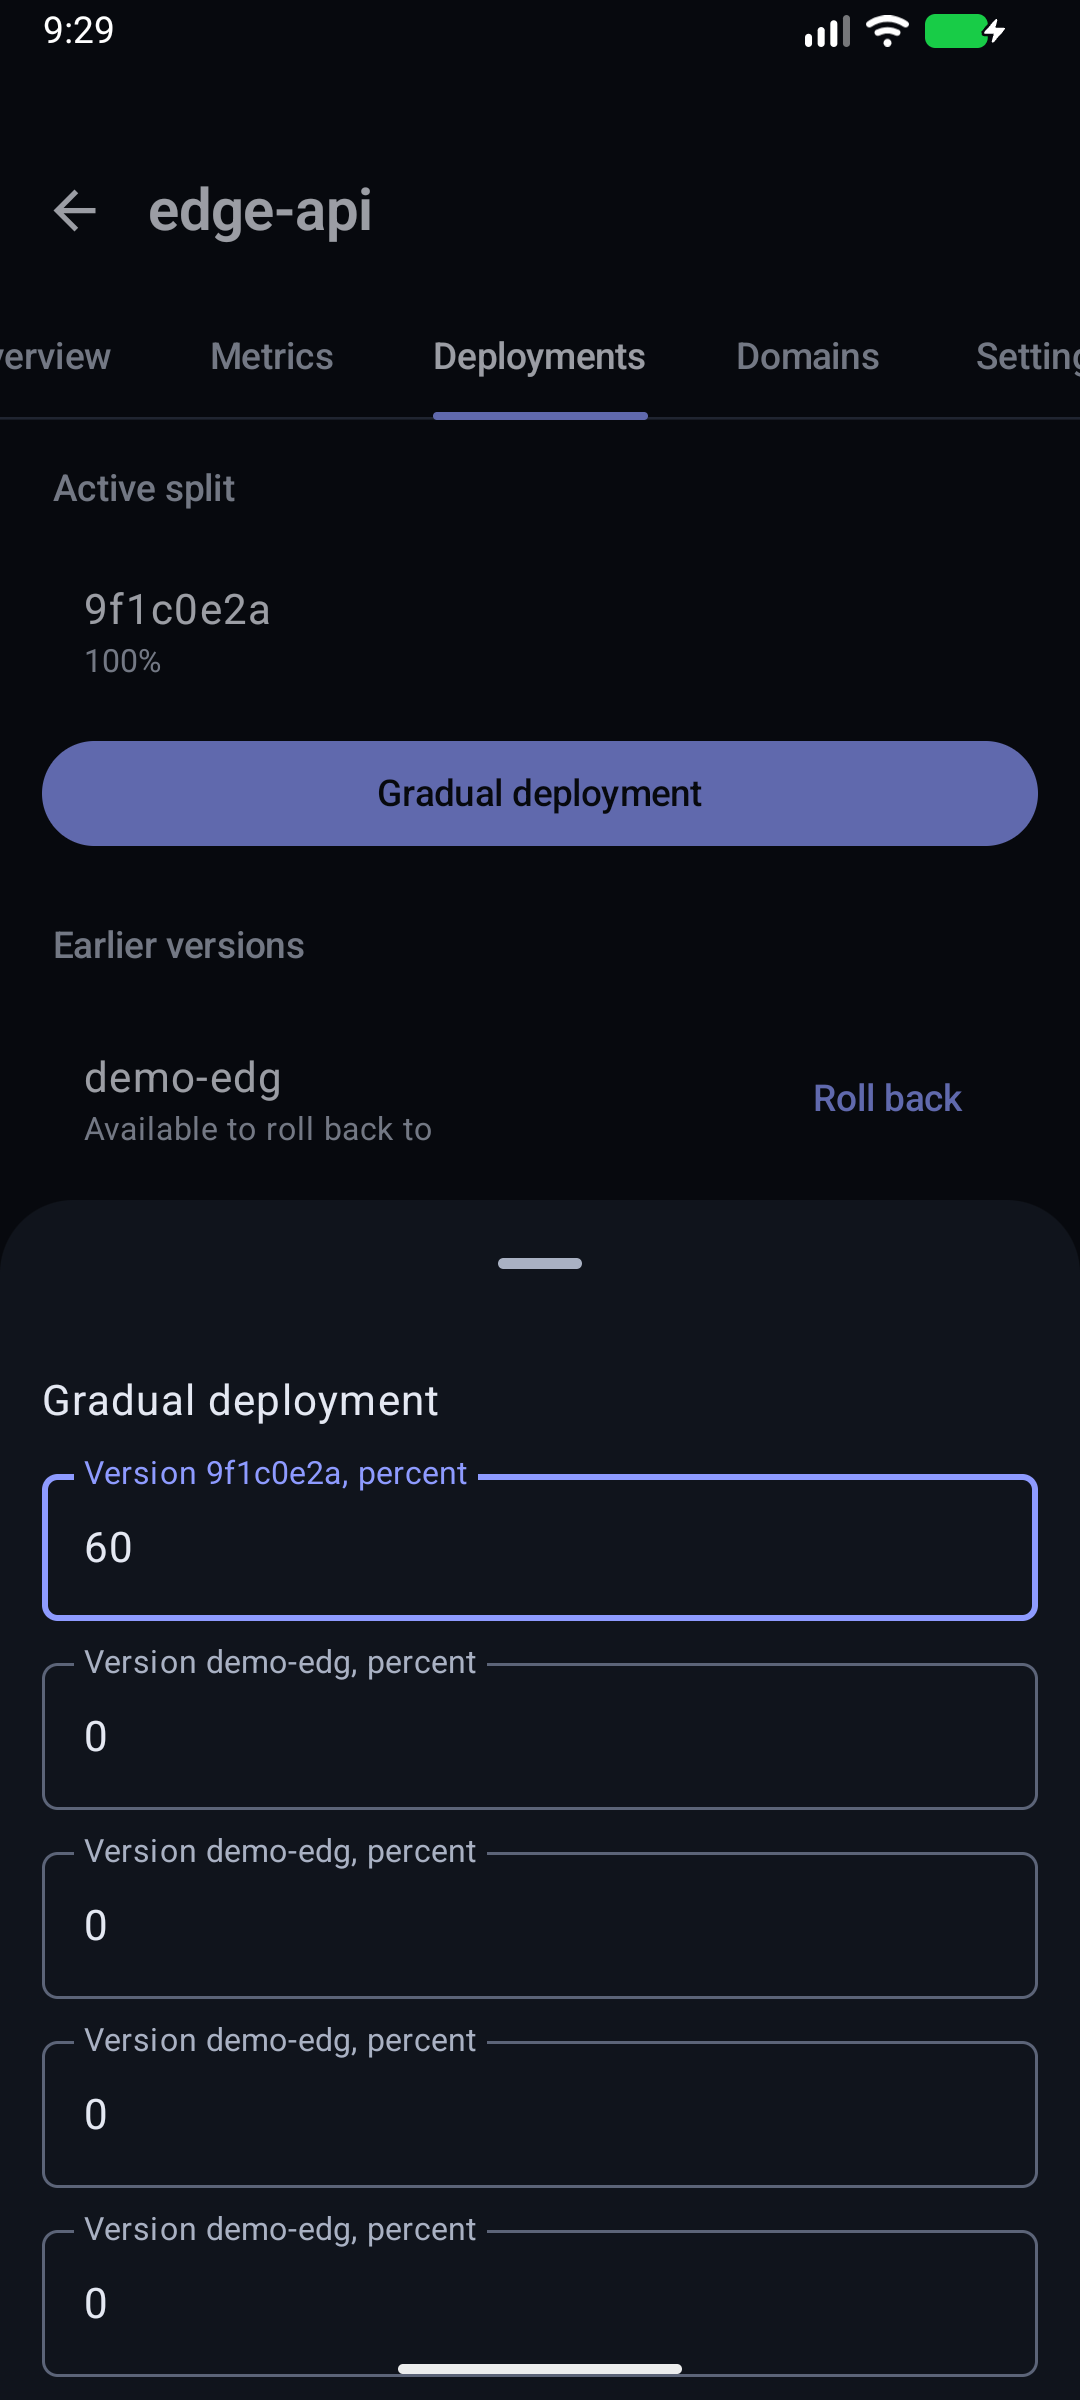 9:29
edge-api
verview Metrics Deployments Domains Setting
Active split
9f1c0e2a
100%
Gradual deployment
Earlier versions
demo-edg
Available to roll back to
Roll back
Gradual deployment
Version 9f1c0e2a, percent
60
Version demo-edg, percent
0
Version demo-edg, percent
0
Version demo-edg, percent
0
Version demo-edg, percent
0